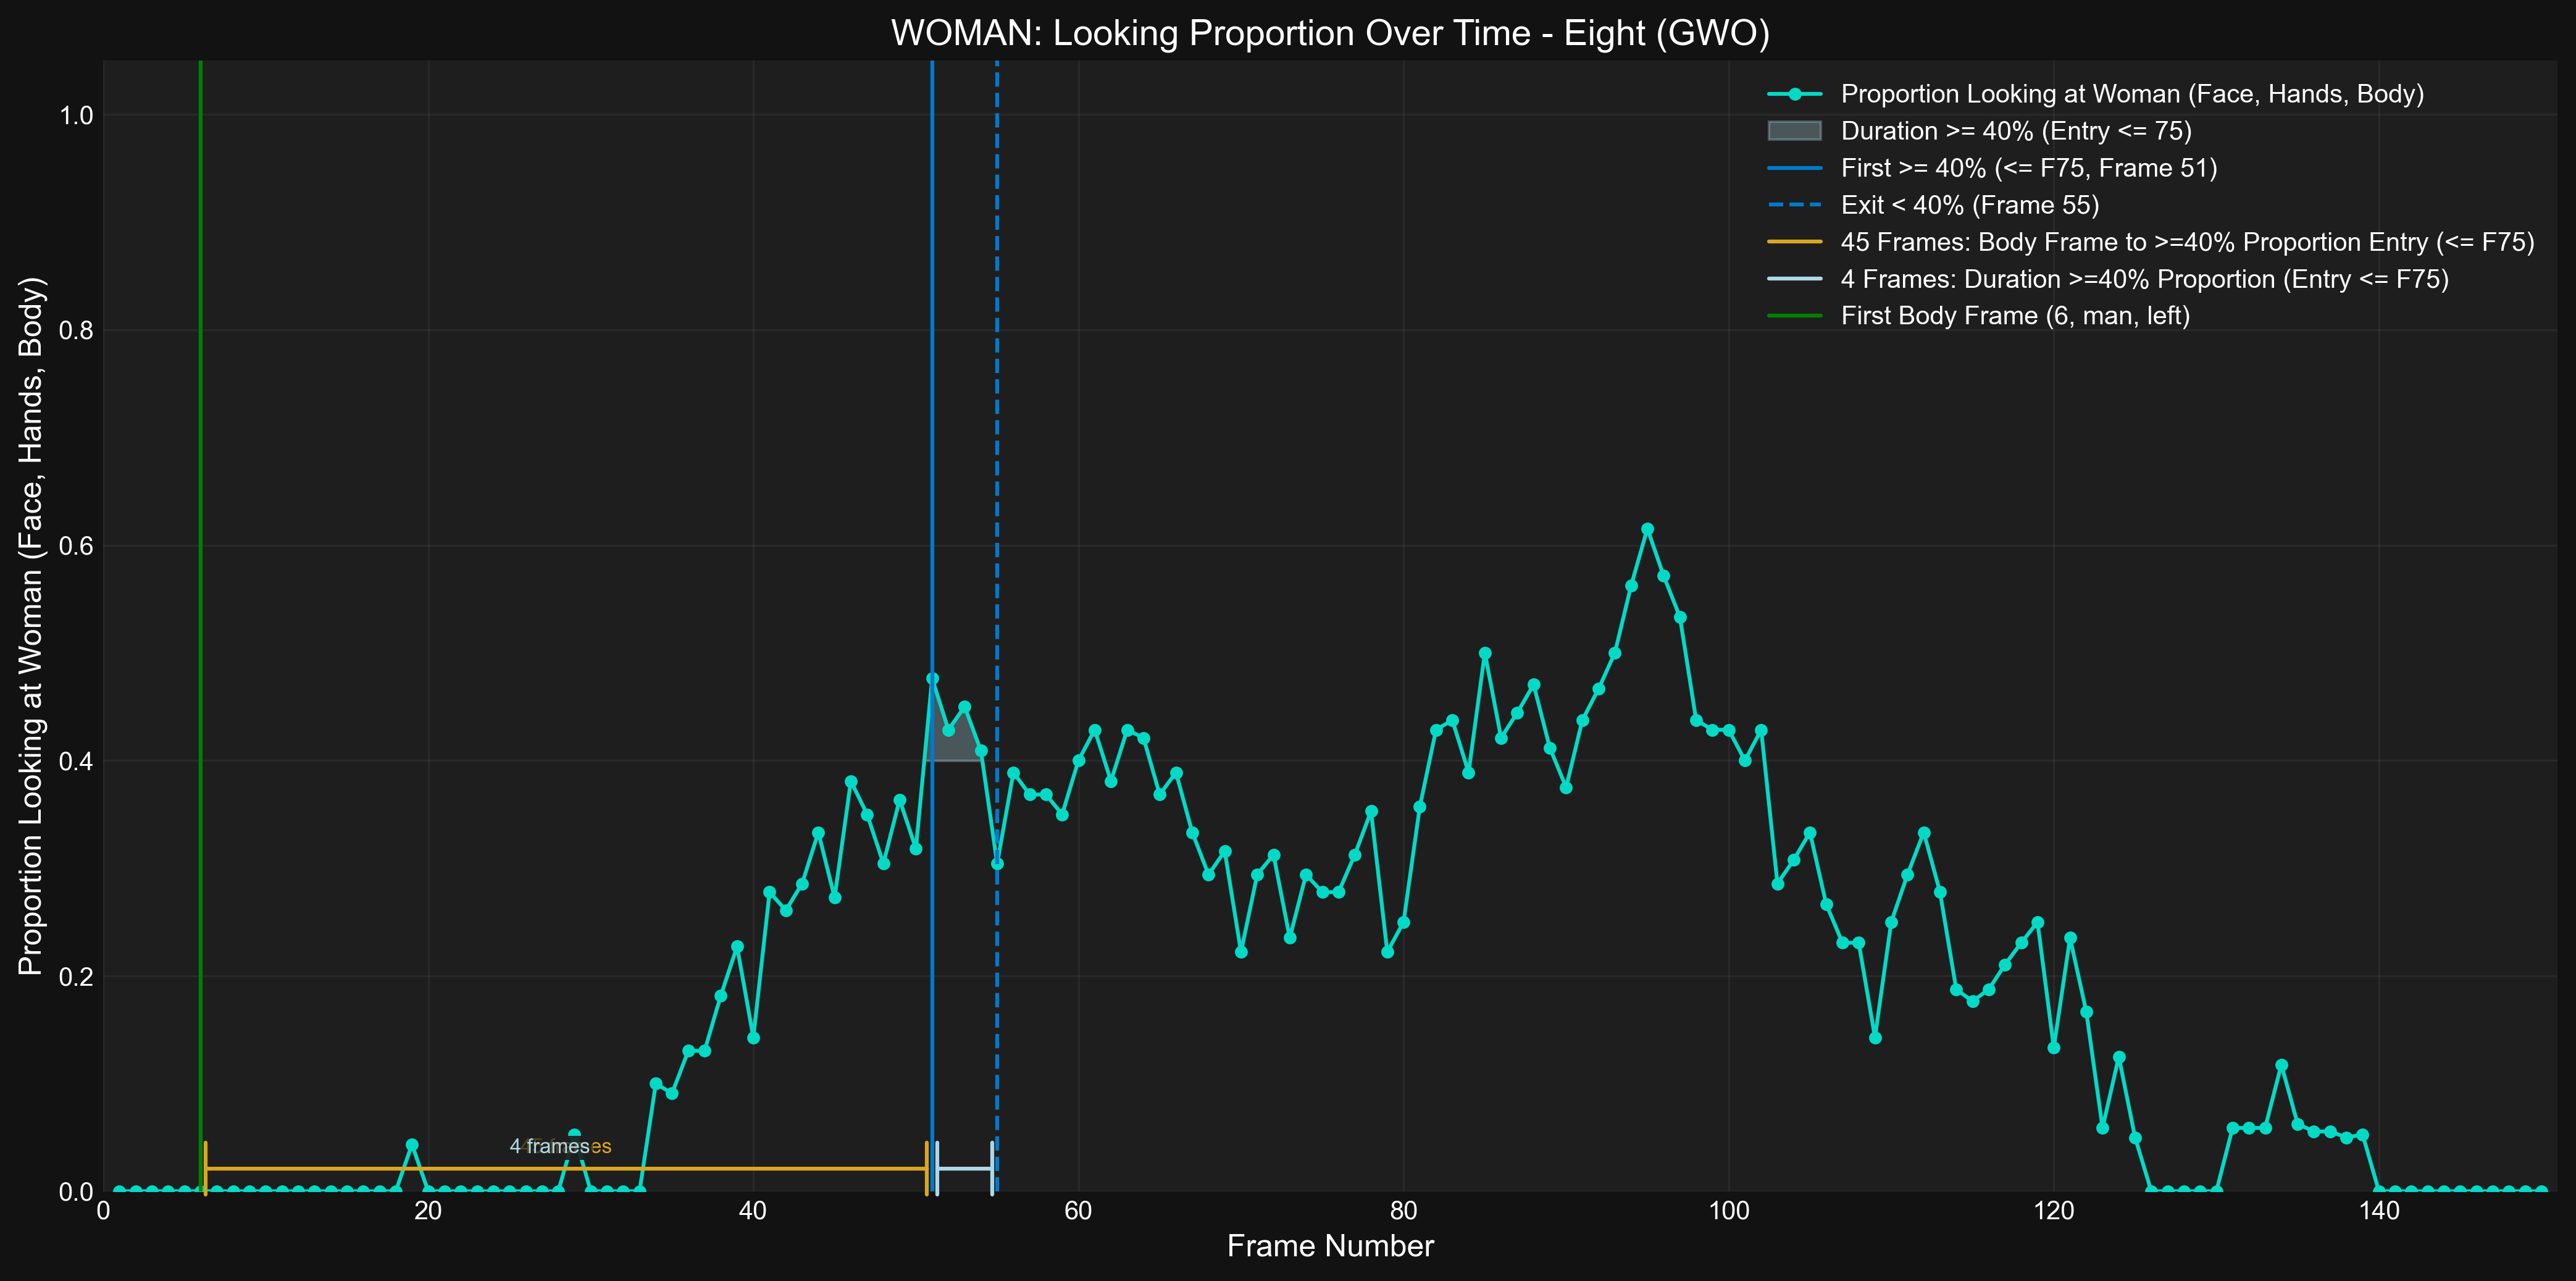 WOMAN: Looking Proportion Over Time - Eight (GWO)
Proportion Looking at Woman (Face, Hands, Body)
Duration >= 40% (Entry <= 75)
First >= 40% (<= F75, Frame 51)
Exit < 40% (Frame 55)
45 Frames: Body Frame to >=40% Proportion Entry (<= F75)
4 Frames: Duration >=40% Proportion (Entry <= F75)
First Body Frame (6, man, left)
Proportion Looking at Woman (Face, Hands, Body)
1.0
0.8
0.6
0.4
0.2
0.0
4 frames
0 20 40 60 80 100 120 140
Frame Number